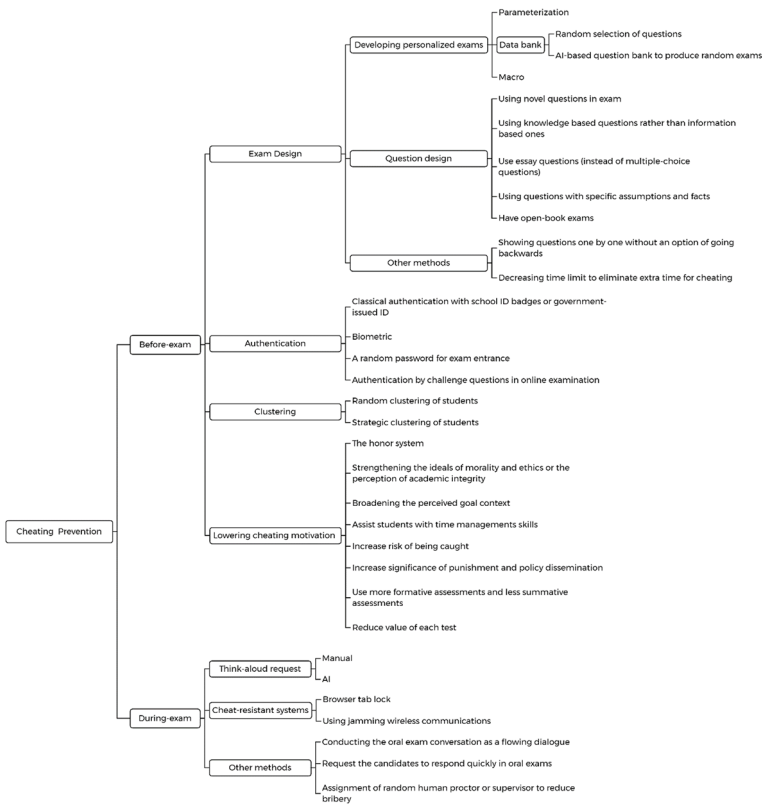 Parameterization
Developing personalized exams
Data bank
Random selection of questions
AI-based question bank to produce random exams
Macro
Using novel questions in exam
Using knowledge based questions rather than information
based ones
Exam Design
Question design
Use essay questions (instead of multiple-choice
questions)
Using questions with specific assumptions and facts
Have open-book exams
Other methods
Showing questions one by one without an option of going
backwards
Decreasing time limit to eliminate extra time for cheating
Before-exam
Authentication
Classical authentication with school ID badges or government-
issued ID
Biometric
A random password for exam entrance
Authentication by challenge questions in online examination
Clustering
Random clustering of students
Strategic clustering of students
Lowering cheating motivation
The honor system
Strengthening the ideals of morality and ethics or the
perception of academic integrity
Broadening the perceived goal context
Assist students with time managements skills
Increase risk of being caught
Increase significance of punishment and policy dissemination
Use more formative assessments and less summative
assessments
Reduce value of each test
Cheating Prevention
During-exam
Think-aloud request
Manual
AI
Cheat-resistant systems
Browser tab lock
Using jamming wireless communications
Other methods
Conducting the oral exam conversation as a flowing dialogue
Request the candidates to respond quickly in oral exams
Assignment of random human proctor or supervisor to reduce
bribery